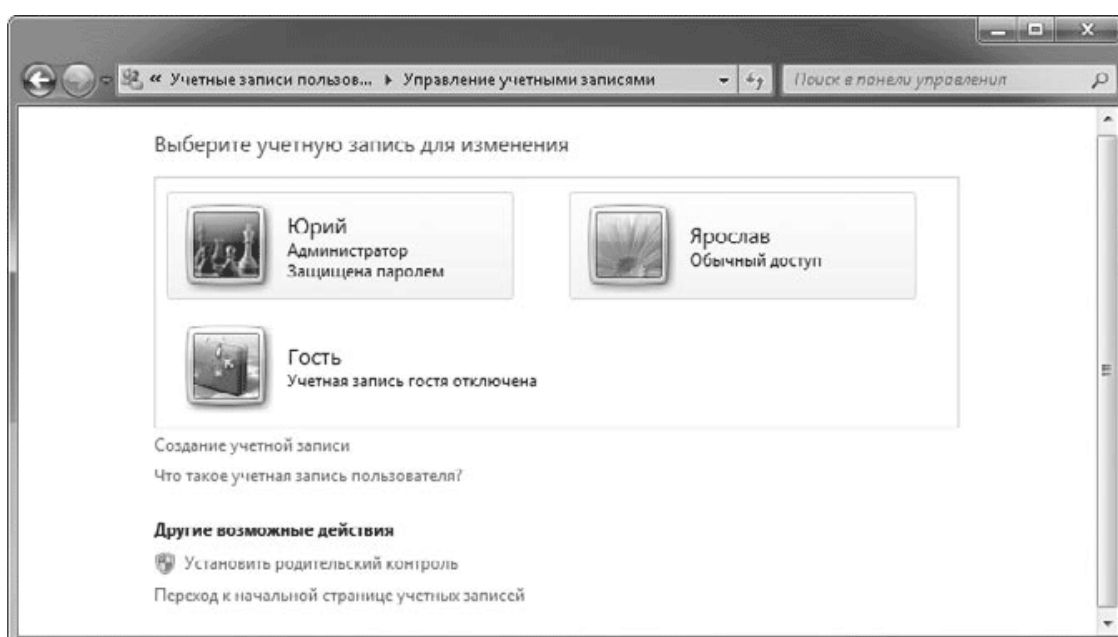 « Учетные записи пользов... ▸ Управление учетными записями
Поиск в панели управления
Выберите учетную запись для изменения
Юрий
Администратор
Защищена паролем
Ярослав
Обычный доступ
Гость
Учетная запись гостя отключена
Создание учетной записи
Что такое учетная запись пользователя?
Другие возможные действия
Установить родительский контроль
Переход к начальной странице учетных записей